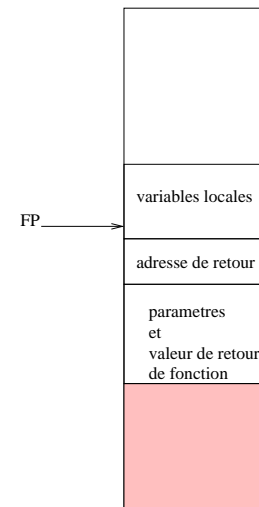 variables locales
FP
adresse de retour
parametres
et
valeur de retour
de fonction